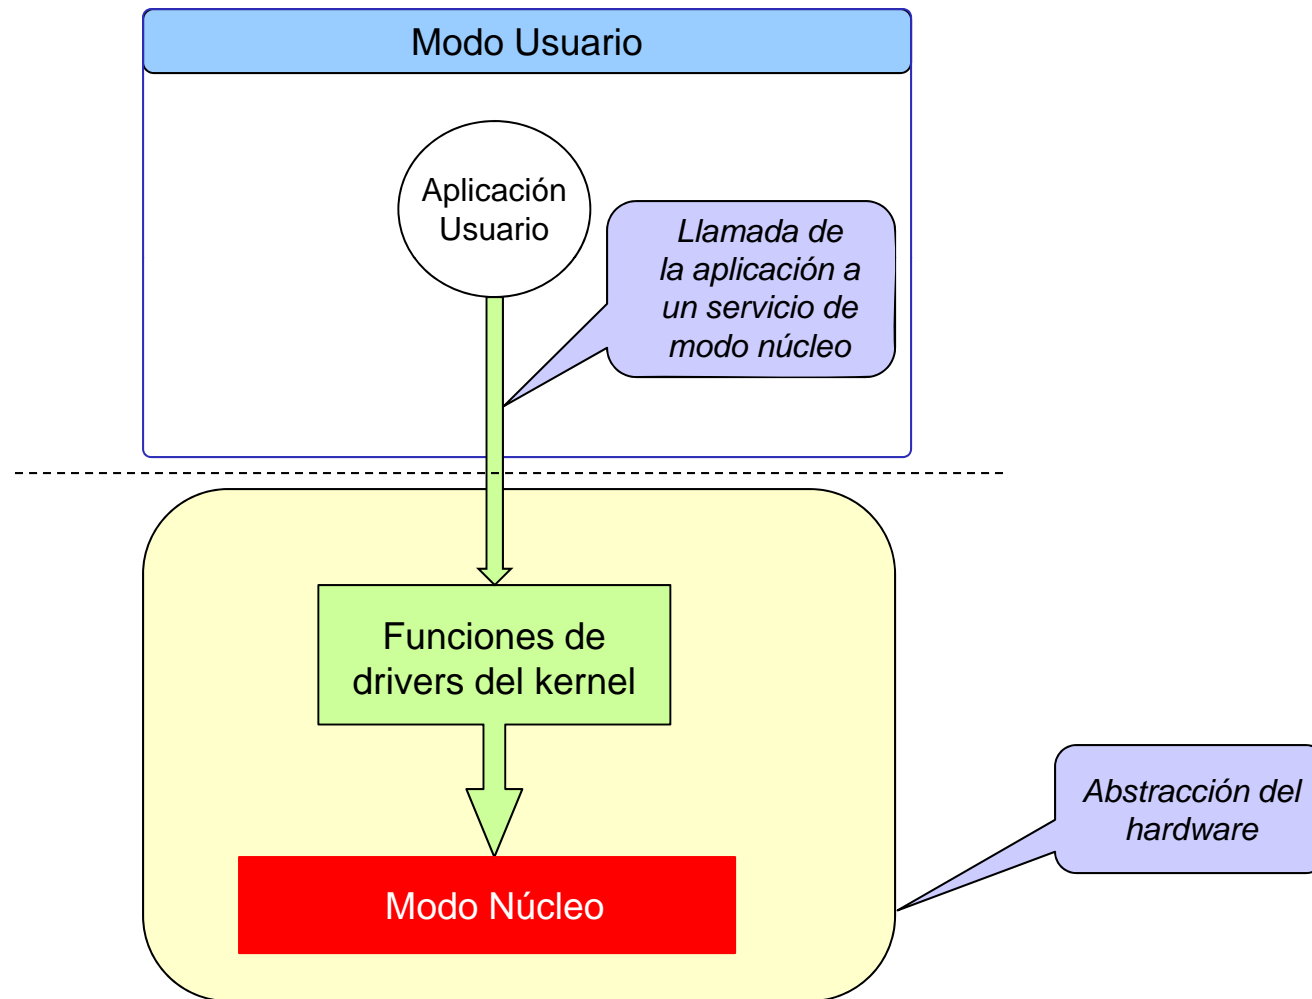 Modo Usuario
Aplicación
Usuario
Llamada de
la aplicación a
un servicio de
modo núcleo
Funciones de
drivers del kernel
Abstracción del
hardware
Modo Núcleo